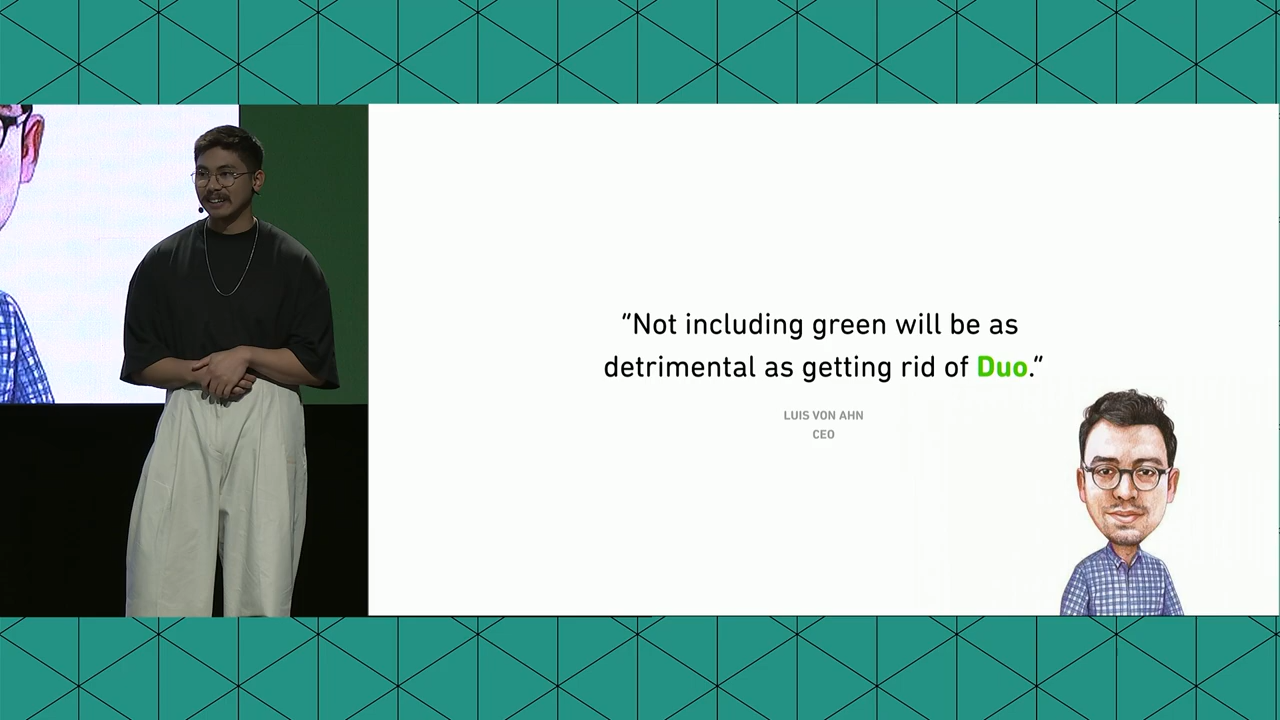 “Not including green will be as
detrimental as getting rid of Duo.”
LUIS VON AHN
CEO